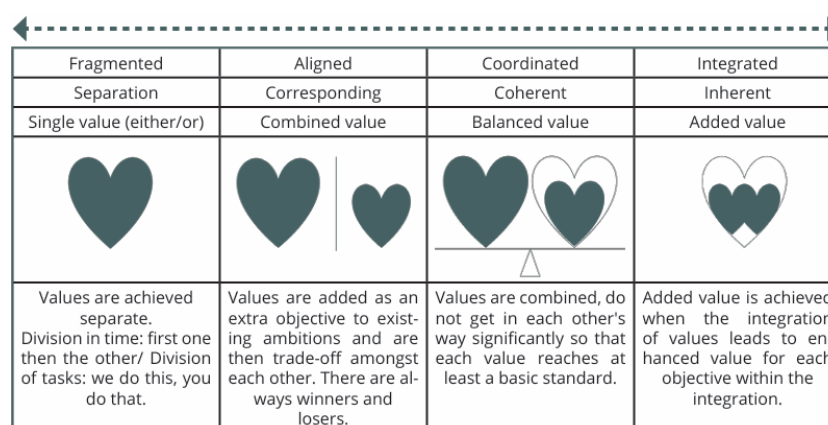 Fragmented
Aligned
Coordinated
Integrated
Separation
Corresponding
Coherent
Inherent
Single value (either/or)
Combined value
Balanced value
Added value
Values are achieved
separate.
Division in time: first one
then the other/ Division
of tasks: we do this, you
do that.
Values are added as an
extra objective to exist-
ing ambitions and are
then trade-off amongst
each other. There are al-
ways winners and
losers.
Values are combined, do
not get in each other's
way significantly so that
each value reaches at
least a basic standard.
Added value is achieved
when the integration
of values leads to en-
hanced value for each
objective within the
integration.